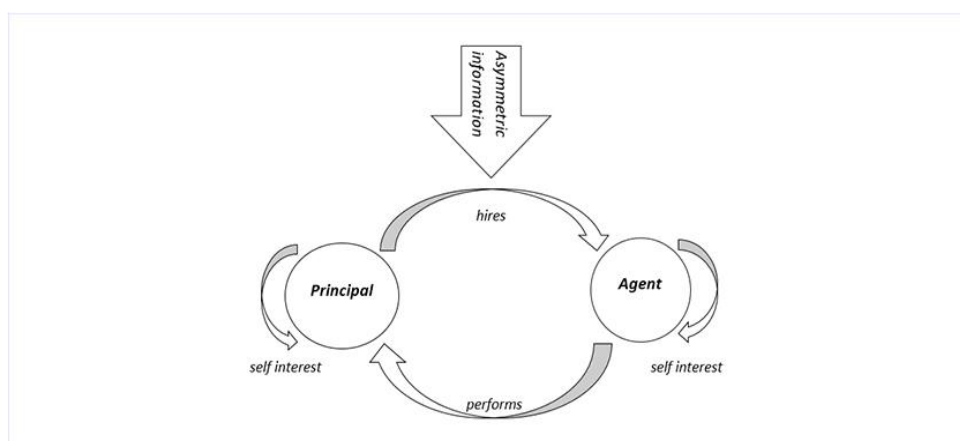 Asymmetric
information
hires
Principal
Agent
self interest
self interest
performs